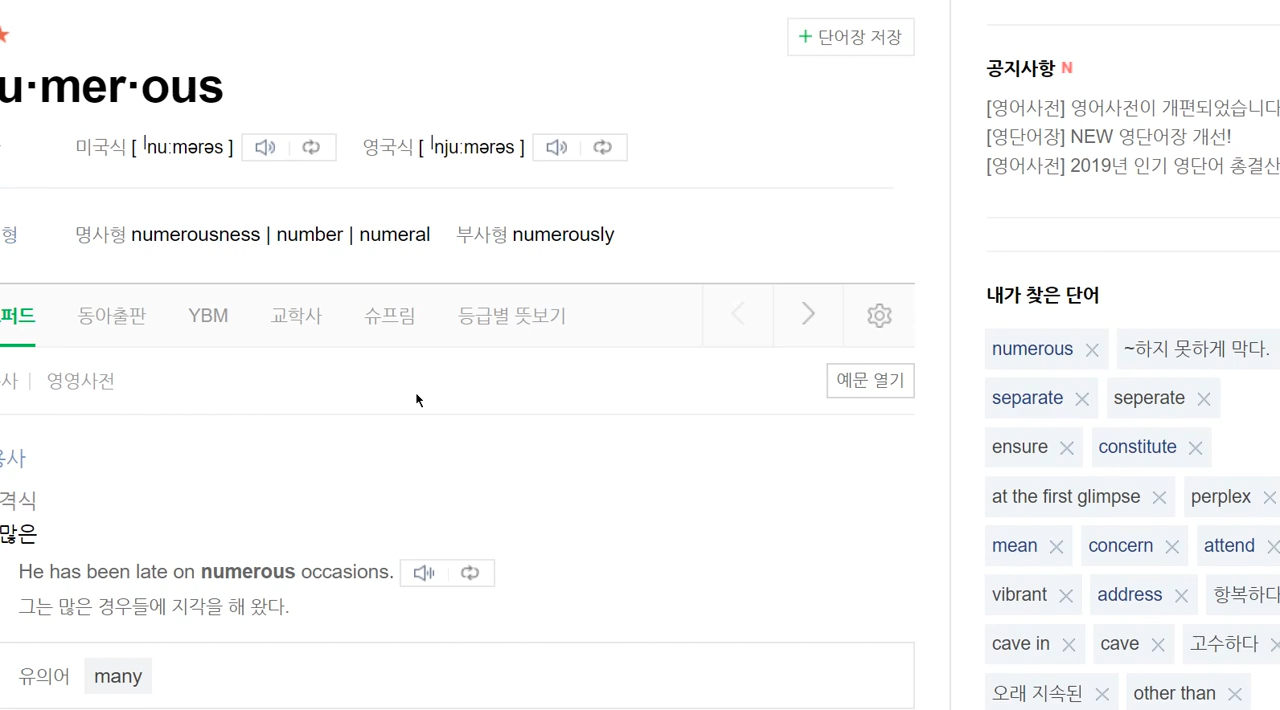 + 단어장 저장
u·mer·ous
미국식 [ ˈnuːmərəs ] 영국식 [ ˈnjuːmərəs ]
형 명사형 numerousness | number | numeral 부사형 numerously
퍼드 동아출판 YBM 교학사 슈프림 등급별 뜻보기
사 | 영영사전 예문 열기
용사
격식
많은
He has been late on numerous occasions.
그는 많은 경우들에 지각을 해 왔다.
유의어 many
공지사항 N
[영어사전] 영어사전이 개편되었습니다
[영단어장] NEW 영단어장 개선!
[영어사전] 2019년 인기 영단어 총결산
내가 찾은 단어
numerous ~하지 못하게 막다.
separate seperate
ensure constitute
at the first glimpse perplex
mean concern attend
vibrant address 항복하다
cave in cave 고수하다
오래 지속된 other than